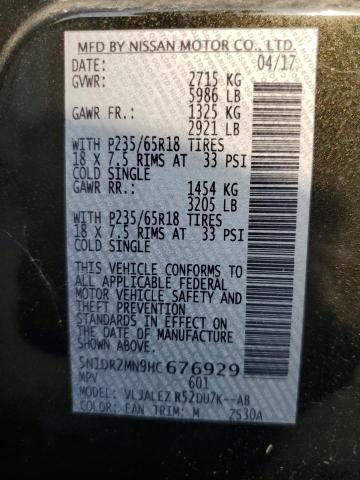 MFD BY NISSAN MOTOR CO., LTD.
DATE: 04/17
GVWR: 2715 KG
5986 LB
GAWR FR: 1325 KG
2921 LB
WITH P235/65R18 TIRES
18 X 7.5 RIMS AT 33 PSI
COLD SINGLE
GAWR RR: 1454 KG
3205 LB
WITH P235/65R18 TIRES
18 X 7.5 RIMS AT 33 PSI
COLD SINGLE
THIS VEHICLE CONFORMS TO
ALL APPLICABLE FEDERAL
MOTOR VEHICLE SAFETY AND
THEFT PREVENTION
STANDARDS IN EFFECT ON
THE DATE OF MANUFACTURE
SHOWN ABOVE.
5N1DR2MN9HC676929
MPV 601
MODEL: VLJALEZ R52DU7K--AB
COLOR: EAN TRIM: M 2S30A